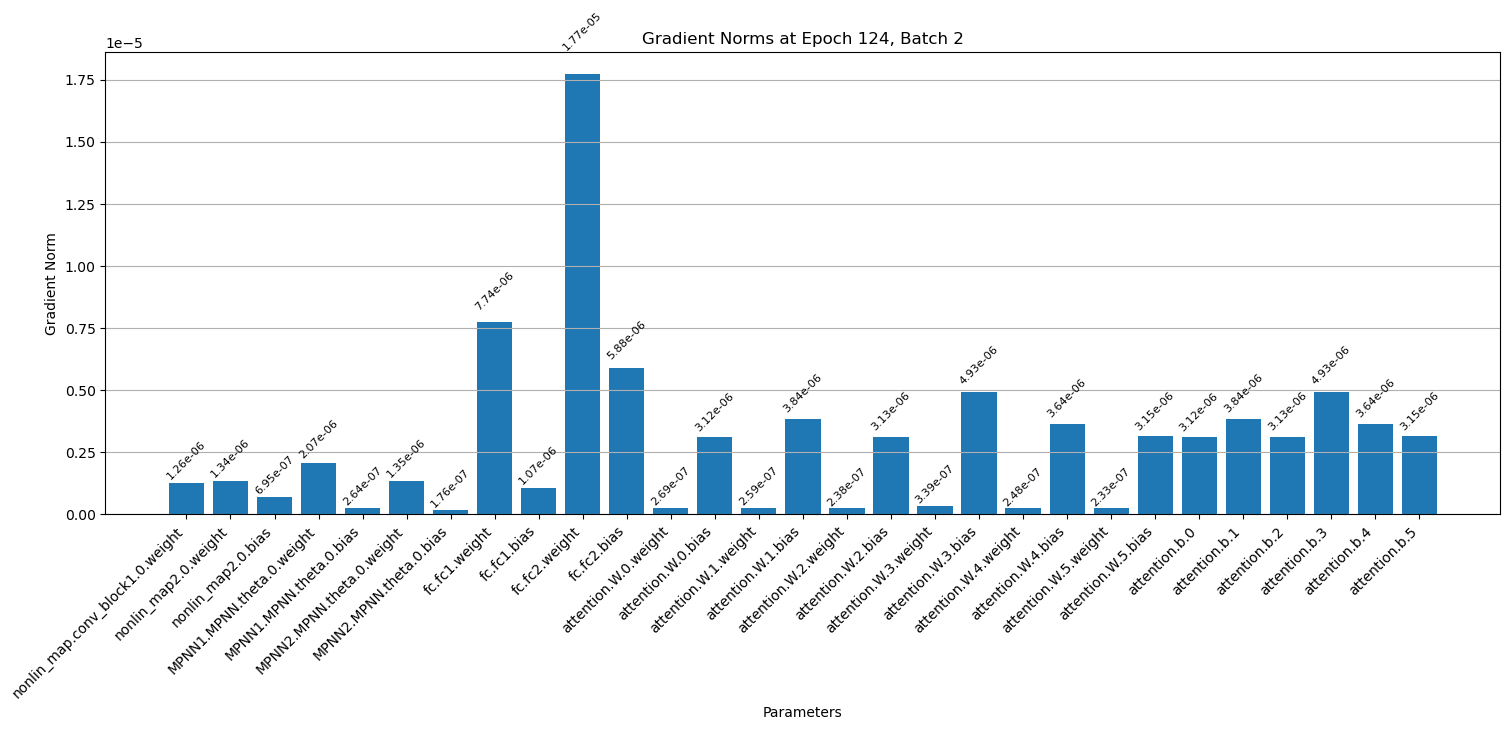 Gradient Norms at Epoch 124, Batch 2
1e−5
1.75
1.50
1.25
1.00
0.75
0.50
0.25
0.00
Gradient Norm
1.26e-06
1.34e-06
6.95e-07
2.07e-06
2.64e-07
1.35e-06
1.76e-07
7.74e-06
1.07e-06
1.77e-05
5.88e-06
2.69e-07
3.12e-06
2.59e-07
3.84e-06
2.38e-07
3.13e-06
3.39e-07
4.93e-06
2.48e-07
3.64e-06
2.33e-07
3.15e-06
3.12e-06
3.84e-06
3.13e-06
4.93e-06
3.64e-06
3.15e-06
nonlin_map.conv_block1.0.weight
nonlin_map2.0.weight
nonlin_map2.0.bias
MPNN1.MPNN.theta.0.weight
MPNN1.MPNN.theta.0.bias
MPNN2.MPNN.theta.0.weight
MPNN2.MPNN.theta.0.bias
fc.fc1.weight
fc.fc1.bias
fc.fc2.weight
fc.fc2.bias
attention.W.0.weight
attention.W.0.bias
attention.W.1.weight
attention.W.1.bias
attention.W.2.weight
attention.W.2.bias
attention.W.3.weight
attention.W.3.bias
attention.W.4.weight
attention.W.4.bias
attention.W.5.weight
attention.W.5.bias
attention.b.0
attention.b.1
attention.b.2
attention.b.3
attention.b.4
attention.b.5
Parameters